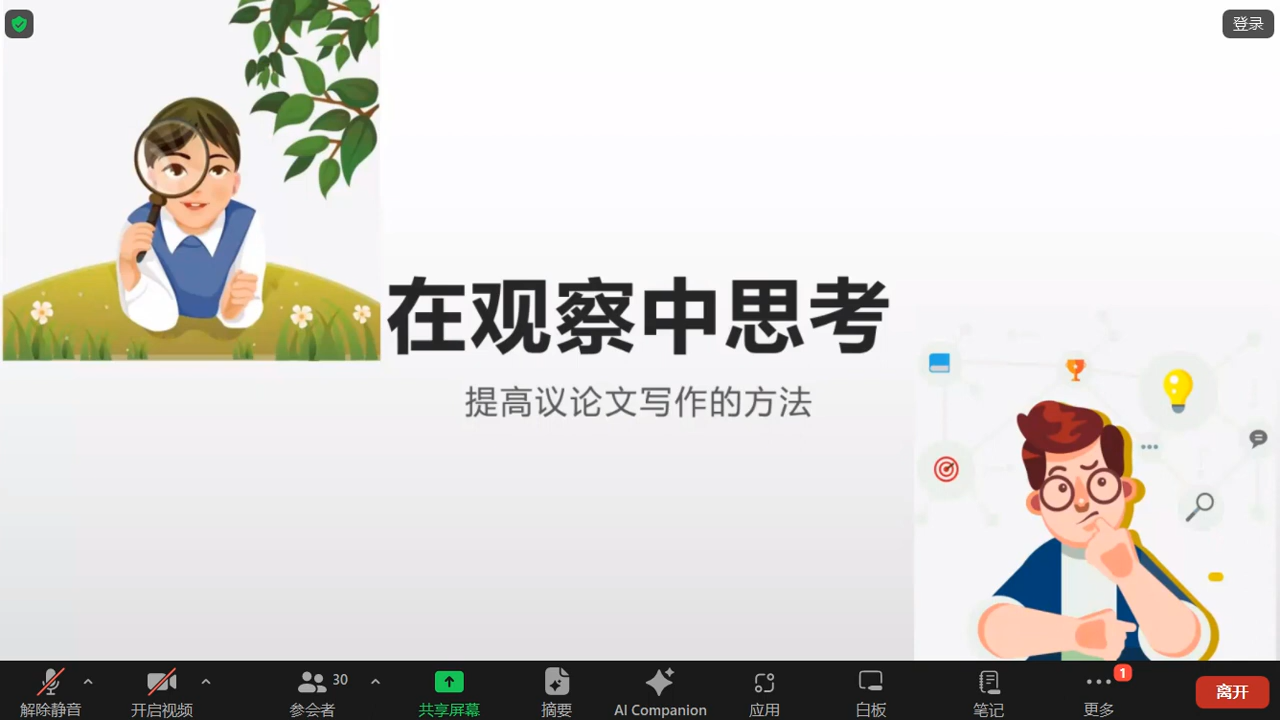 登录
在观察中思考
提高议论文写作的方法
解除静音
开启视频
30
参会者
共享屏幕
摘要
AI Companion
应用
白板
笔记
1
更多
离开